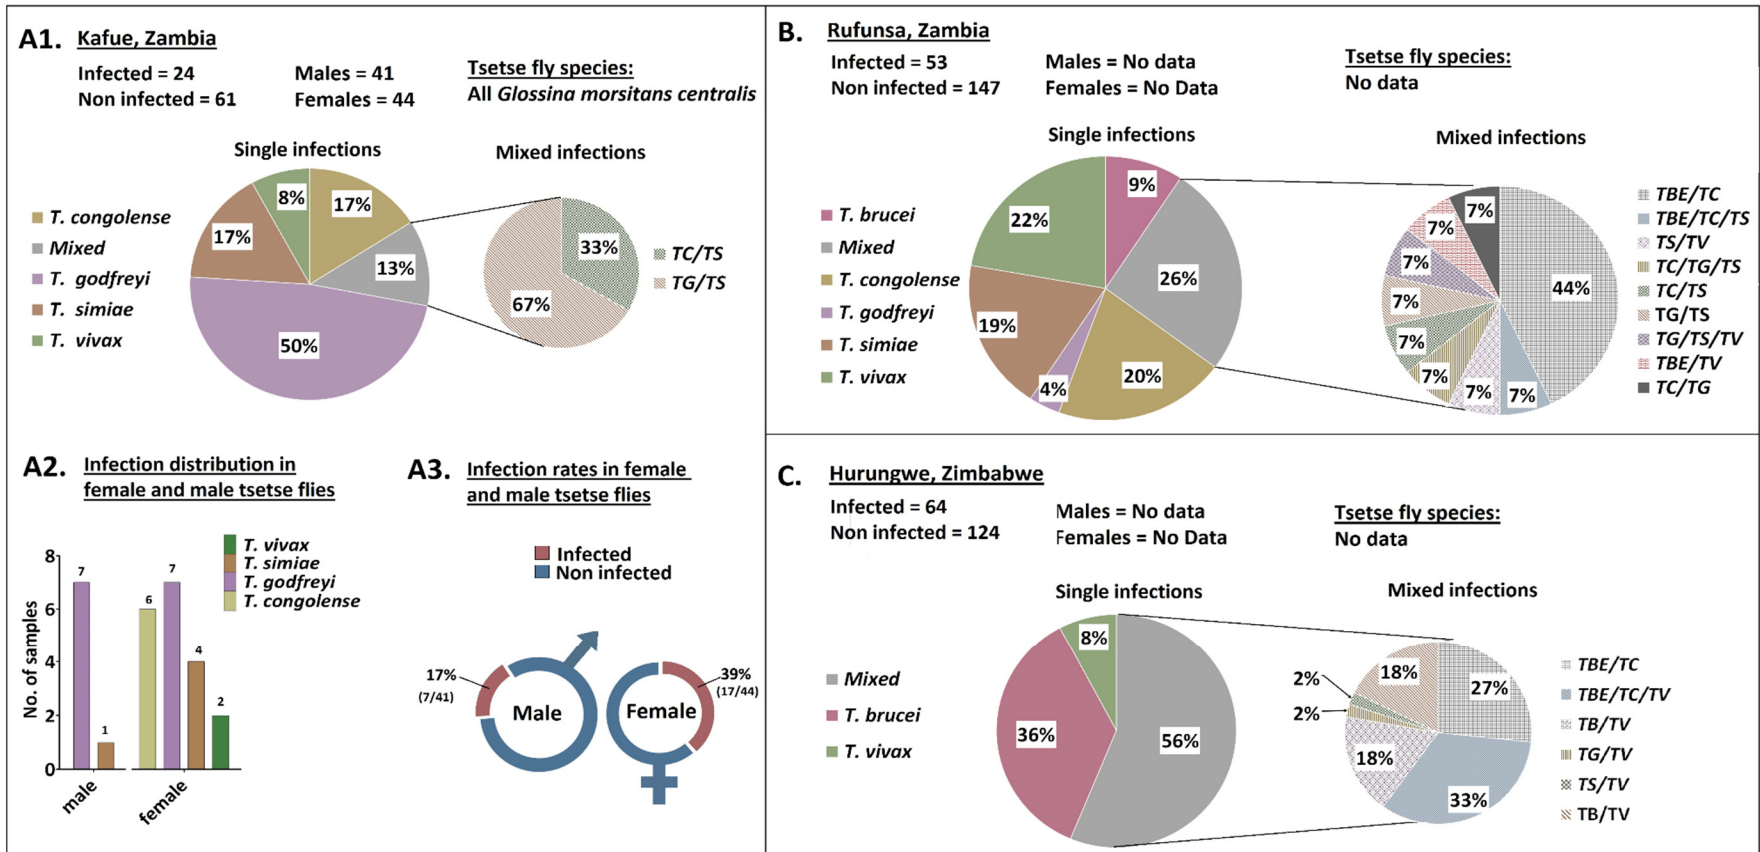 A1. Kafue, Zambia
Infected = 24
Non infected = 61
Males = 41
Females = 44
Tsetse fly species:
All Glossina morsitans centralis
Single infections
Mixed infections
T. congolense
Mixed
T. godfreyi
T. simiae
T. vivax
8%
17%
17%
13%
50%
33%
67%
TC/TS
TG/TS
A2. Infection distribution in
female and male tsetse flies
T. vivax
T. simiae
T. godfreyi
T. congolense
No. of samples
8
6
4
2
0
7
1
6
7
4
2
male
female
A3. Infection rates in female
and male tsetse flies
Infected
Non infected
17%
(7/41)
Male
Female
39%
(17/44)
B. Rufunsa, Zambia
Infected = 53
Non infected = 147
Males = No data
Females = No Data
Tsetse fly species:
No data
Single infections
Mixed infections
T. brucei
Mixed
T. congolense
T. godfreyi
T. simiae
T. vivax
9%
22%
26%
19%
4%
20%
7%
7%
7%
7%
7%
7%
7%
7%
44%
TBE/TC
TBE/TC/TS
TS/TV
TC/TG/TS
TC/TS
TG/TS
TG/TS/TV
TBE/TV
TC/TG
C. Hurungwe, Zimbabwe
Infected = 64
Non infected = 124
Males = No data
Females = No Data
Tsetse fly species:
No data
Single infections
Mixed infections
Mixed
T. brucei
T. vivax
8%
36%
56%
18%
27%
2%
2%
18%
33%
TBE/TC
TBE/TC/TV
TB/TV
TG/TV
TS/TV
TB/TV